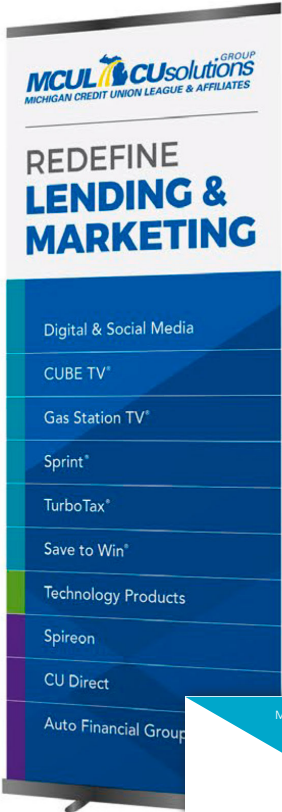 MCUL CUsolutions
GROUP
MICHIGAN CREDIT UNION LEAGUE & AFFILIATES
REDEFINE
LENDING &
MARKETING
Digital & Social Media
CUBE TV®
Gas Station TV®
Sprint®
TurboTax®
Save to Win®
Technology Products
Spireon
CU Direct
Auto Financial Group